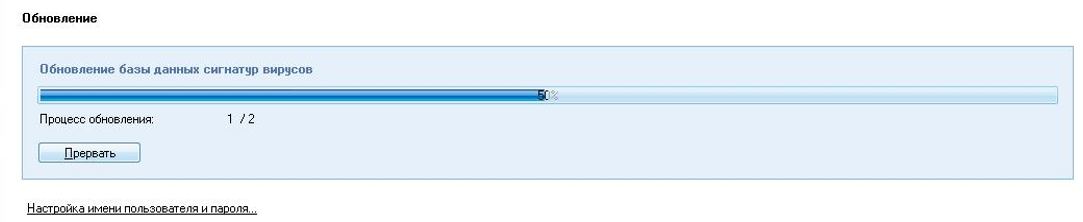 Обновление
Обновление базы данных сигнатур вирусов
50%
Процесс обновления: 1 / 2
Прервать
Настройка имени пользователя и пароля...